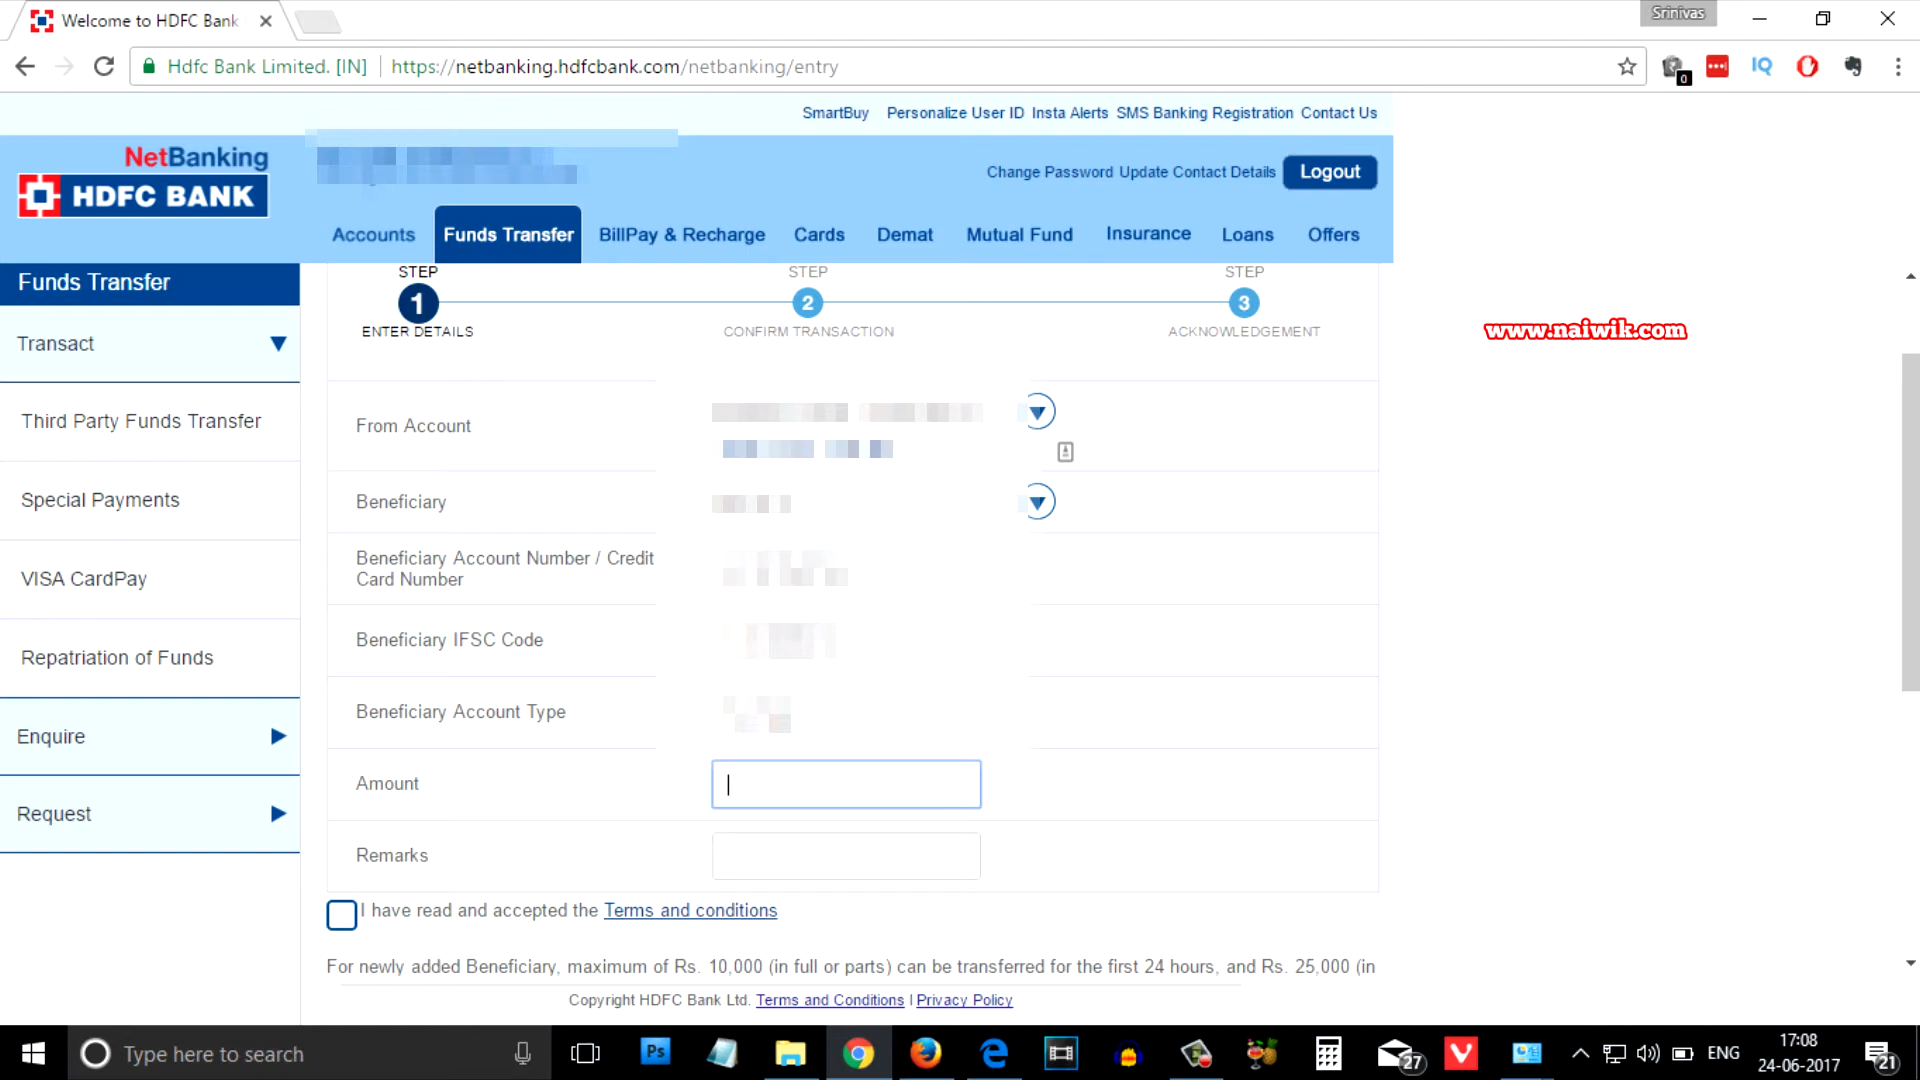 Welcome to HDFC Bank
Srinivas
Hdfc Bank Limited. [IN] https://netbanking.hdfcbank.com/netbanking/entry
0
IQ
SmartBuy Personalize User ID Insta Alerts SMS Banking Registration Contact Us
NetBanking
HDFC BANK
Change Password Update Contact Details Logout
Accounts Funds Transfer BillPay & Recharge Cards Demat Mutual Fund Insurance Loans Offers
Funds Transfer
STEP STEP STEP
1 2 3
ENTER DETAILS CONFIRM TRANSACTION ACKNOWLEDGEMENT
www.naiwik.com
Transact
Third Party Funds Transfer
Special Payments
VISA CardPay
Repatriation of Funds
Enquire
Request
From Account
Beneficiary
Beneficiary Account Number / Credit
Card Number
Beneficiary IFSC Code
Beneficiary Account Type
Amount
Remarks
I have read and accepted the Terms and conditions
For newly added Beneficiary, maximum of Rs. 10,000 (in full or parts) can be transferred for the first 24 hours, and Rs. 25,000 (in
Copyright HDFC Bank Ltd. Terms and Conditions | Privacy Policy
Type here to search
Ps
27
ENG
17:08
24-06-2017
21